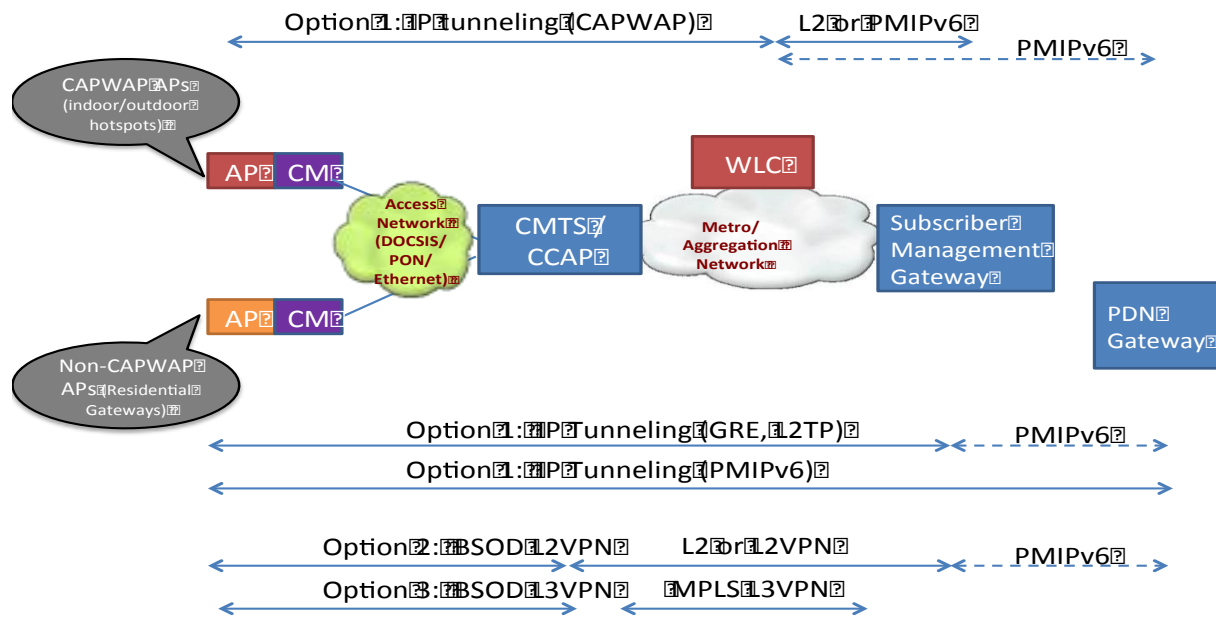 Option 1: IP tunneling (CAPWAP)
L2 or PMIPv6
PMIPv6
CAPWAP APs
(indoor/outdoor
hotspots)
AP CM
WLC
Access
Network
(DOCSIS/
PON/
Ethernet)
CMTS /
CCAP
Metro/
Aggregation
Network
Subscriber
Management
Gateway
AP CM
PDN
Gateway
Non-CAPWAP
APs (Residential
Gateways)
Option 1: IP Tunneling (GRE, L2TP)
PMIPv6
Option 1: IP Tunneling (PMIPv6)
Option 2: BSOD L2VPN
L2 or L2VPN
PMIPv6
Option 3: BSOD L3VPN
MPLS L3VPN